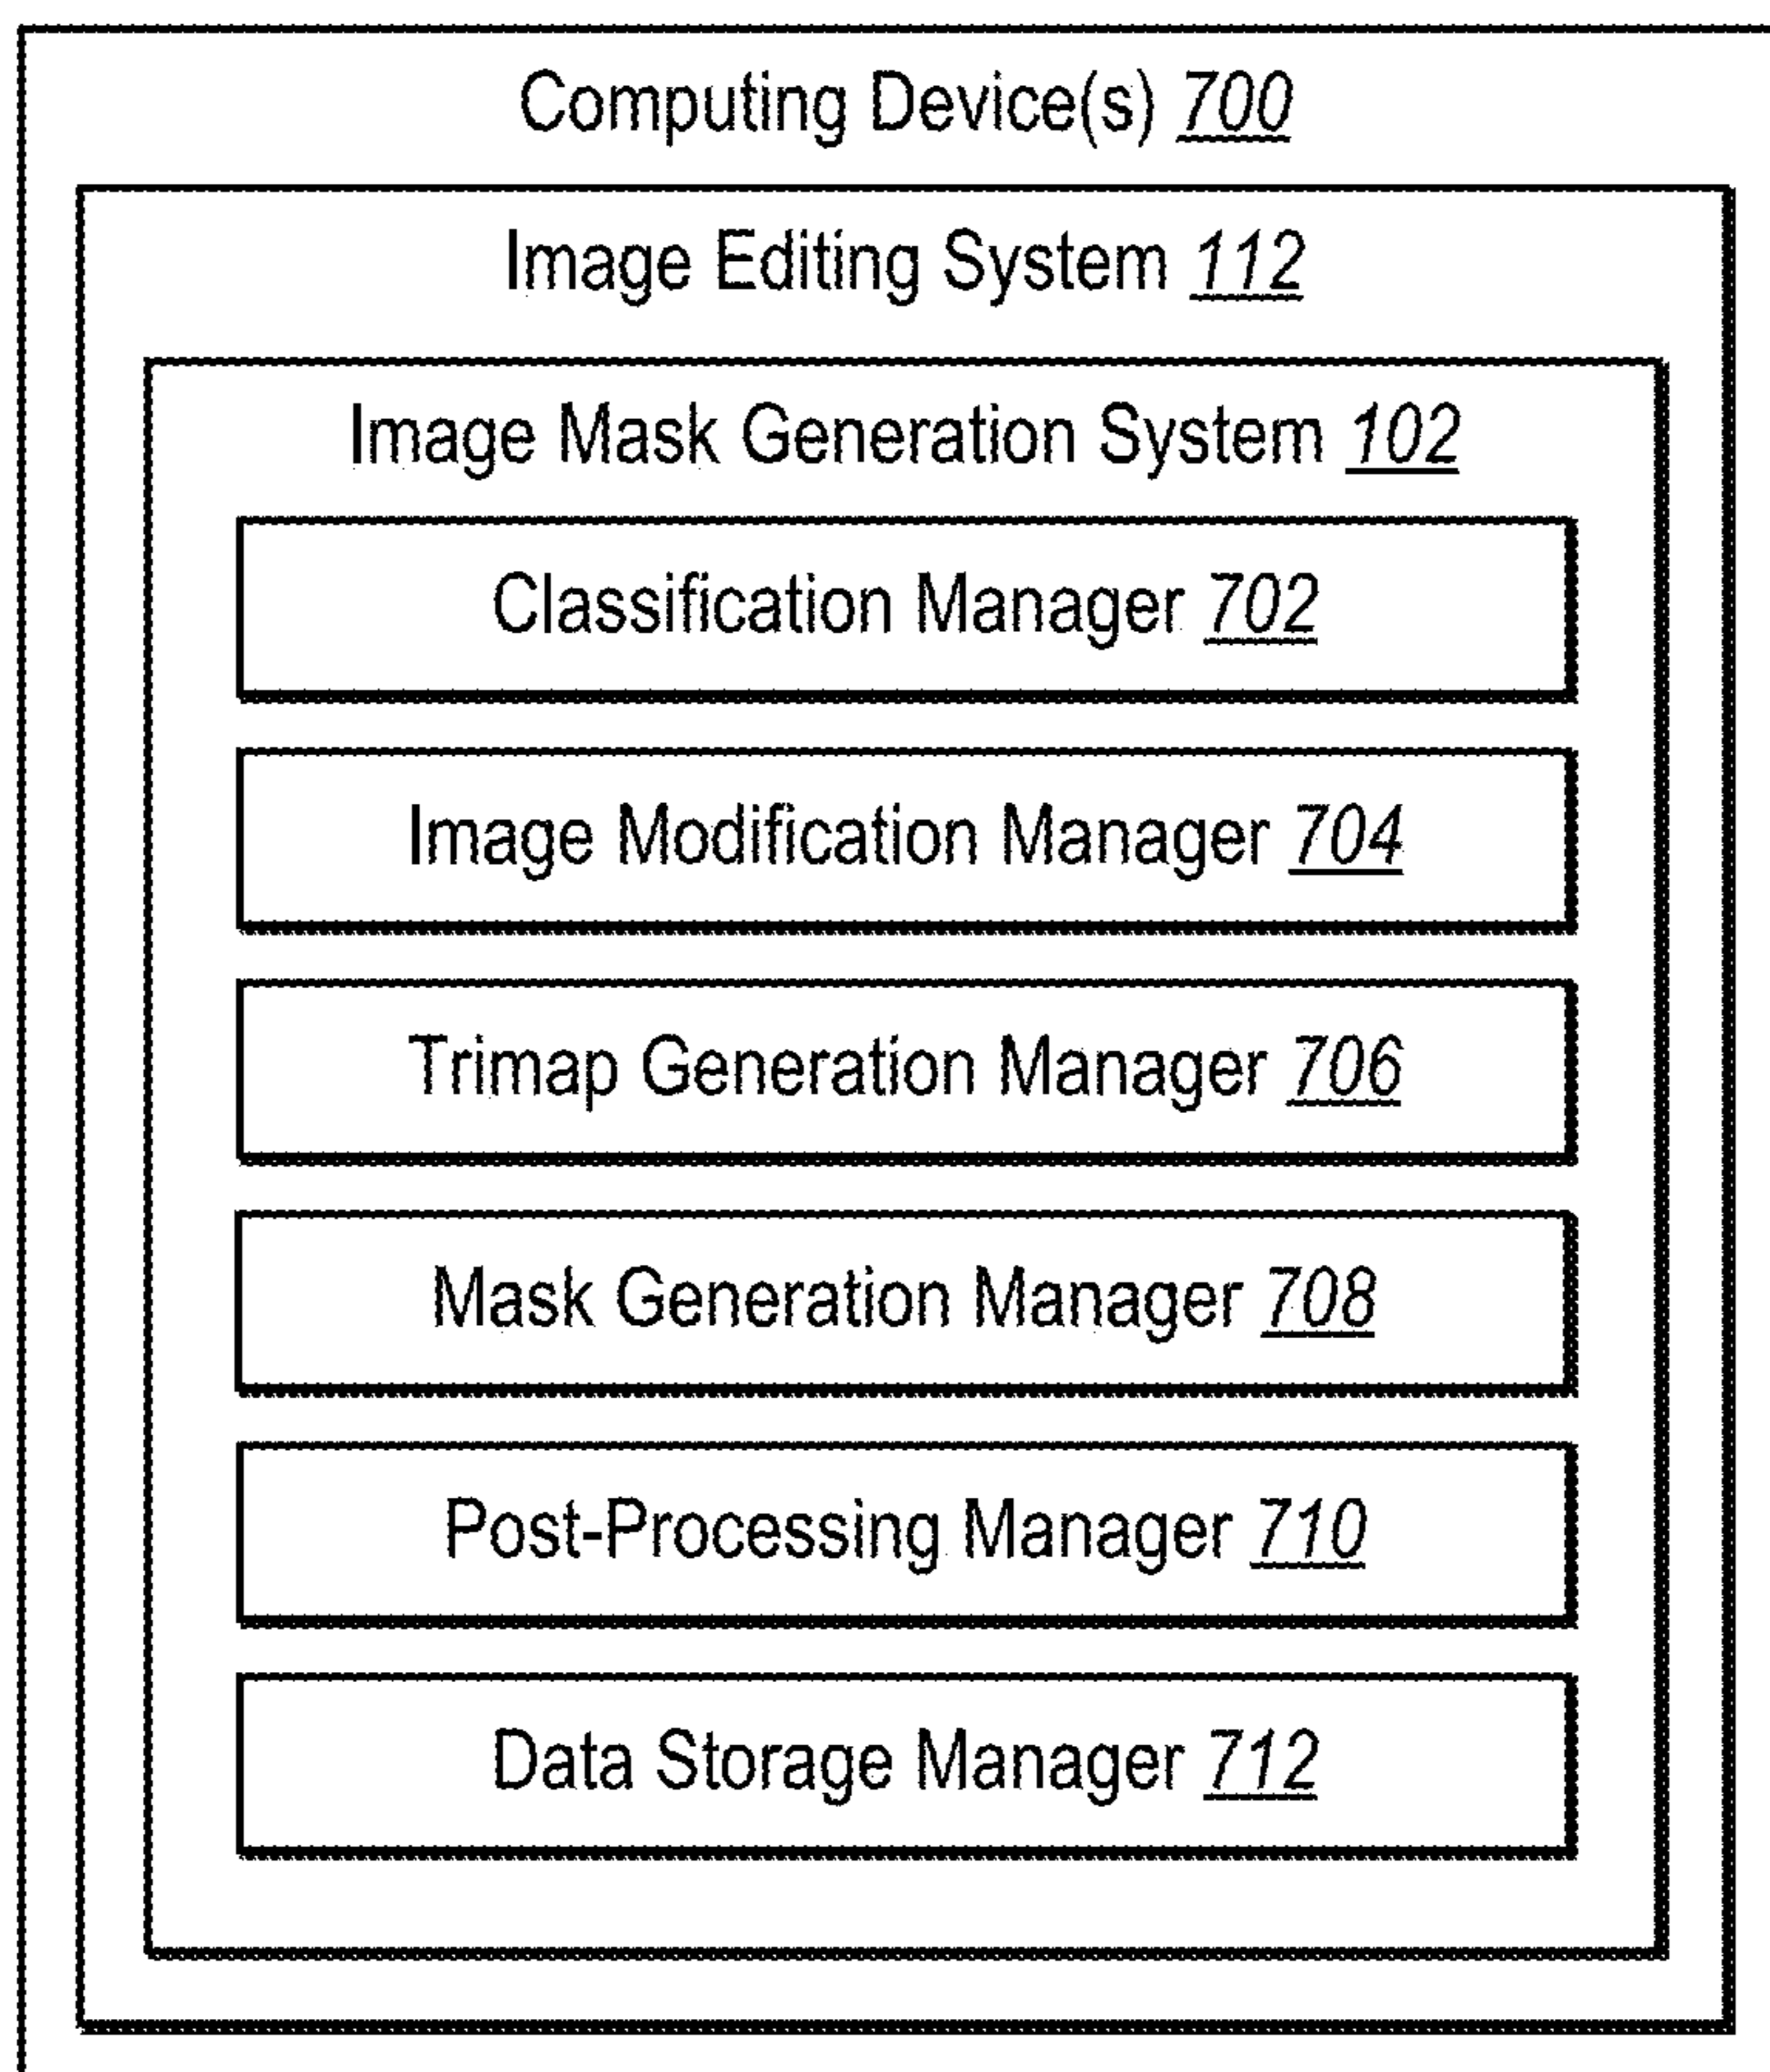 Computing Device(s) 700
Image Editing System 112
Image Mask Generation System 102
Classification Manager 702
Image Modification Manager 704
Trimap Generation Manager 706
Mask Generation Manager 708
Post-Processing Manager 710
Data Storage Manager 712